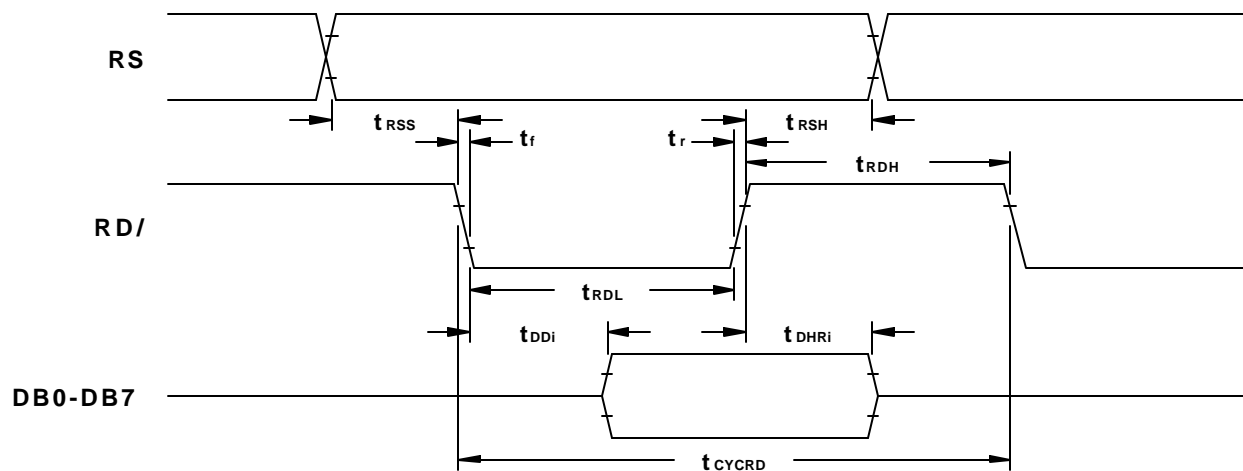 RS
tRSS
tf
tr
tRSH
tRDH
RD/
tRDL
tDDi
tDHRi
DB0-DB7
tCYCRD